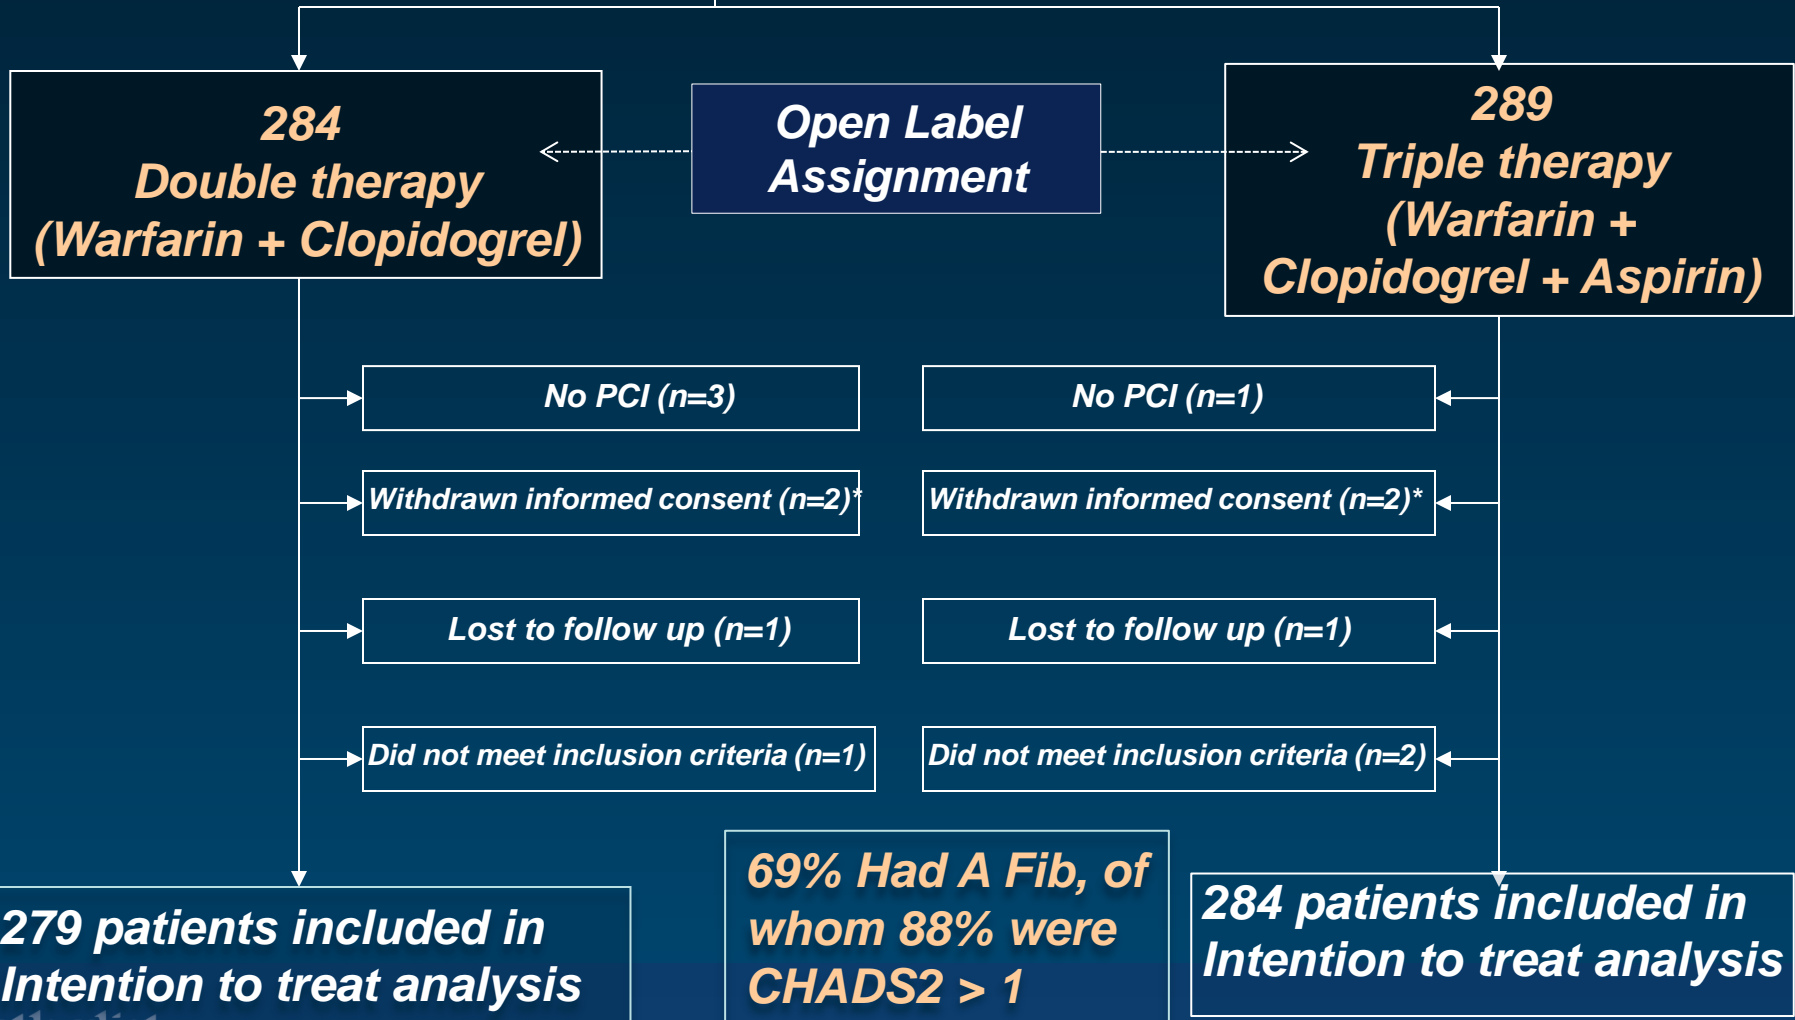 284
Double therapy
(Warfarin + Clopidogrel)
Open Label
Assignment
289
Triple therapy
(Warfarin +
Clopidogrel + Aspirin)
No PCI (n=3)
No PCI (n=1)
Withdrawn informed consent (n=2)*
Withdrawn informed consent (n=2)*
Lost to follow up (n=1)
Lost to follow up (n=1)
Did not meet inclusion criteria (n=1)
Did not meet inclusion criteria (n=2)
279 patients included in
Intention to treat analysis
69% Had A Fib, of
whom 88% were
CHADS2 > 1
284 patients included in
Intention to treat analysis